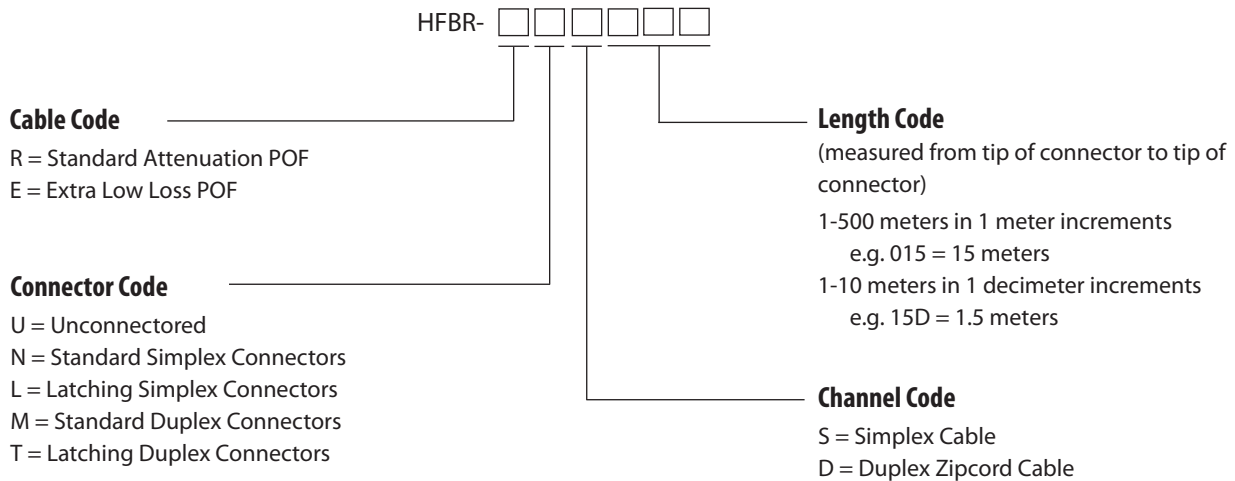 HFBR-
Cable Code
R = Standard Attenuation POF
E = Extra Low Loss POF
Connector Code
U = Unconnectored
N = Standard Simplex Connectors
L = Latching Simplex Connectors
M = Standard Duplex Connectors
T = Latching Duplex Connectors
Length Code
(measured from tip of connector to tip of
connector)
1-500 meters in 1 meter increments
e.g. 015 = 15 meters
1-10 meters in 1 decimeter increments
e.g. 15D = 1.5 meters
Channel Code
S = Simplex Cable
D = Duplex Zipcord Cable